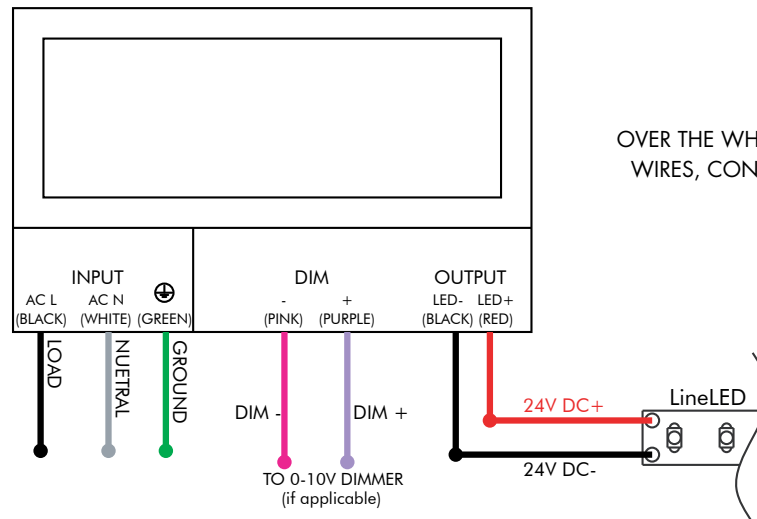 OVER THE WH
WIRES, CON
INPUT
DIM
OUTPUT
AC L
AC N
-
+
LED-
LED+
(BLACK)
(WHITE)
(GREEN)
(PINK)
(PURPLE)
(BLACK)
(RED)
LOAD
NUETRAL
GROUND
DIM -
DIM +
24V DC+
LineLED
24V DC-
TO 0-10V DIMMER
(if applicable)